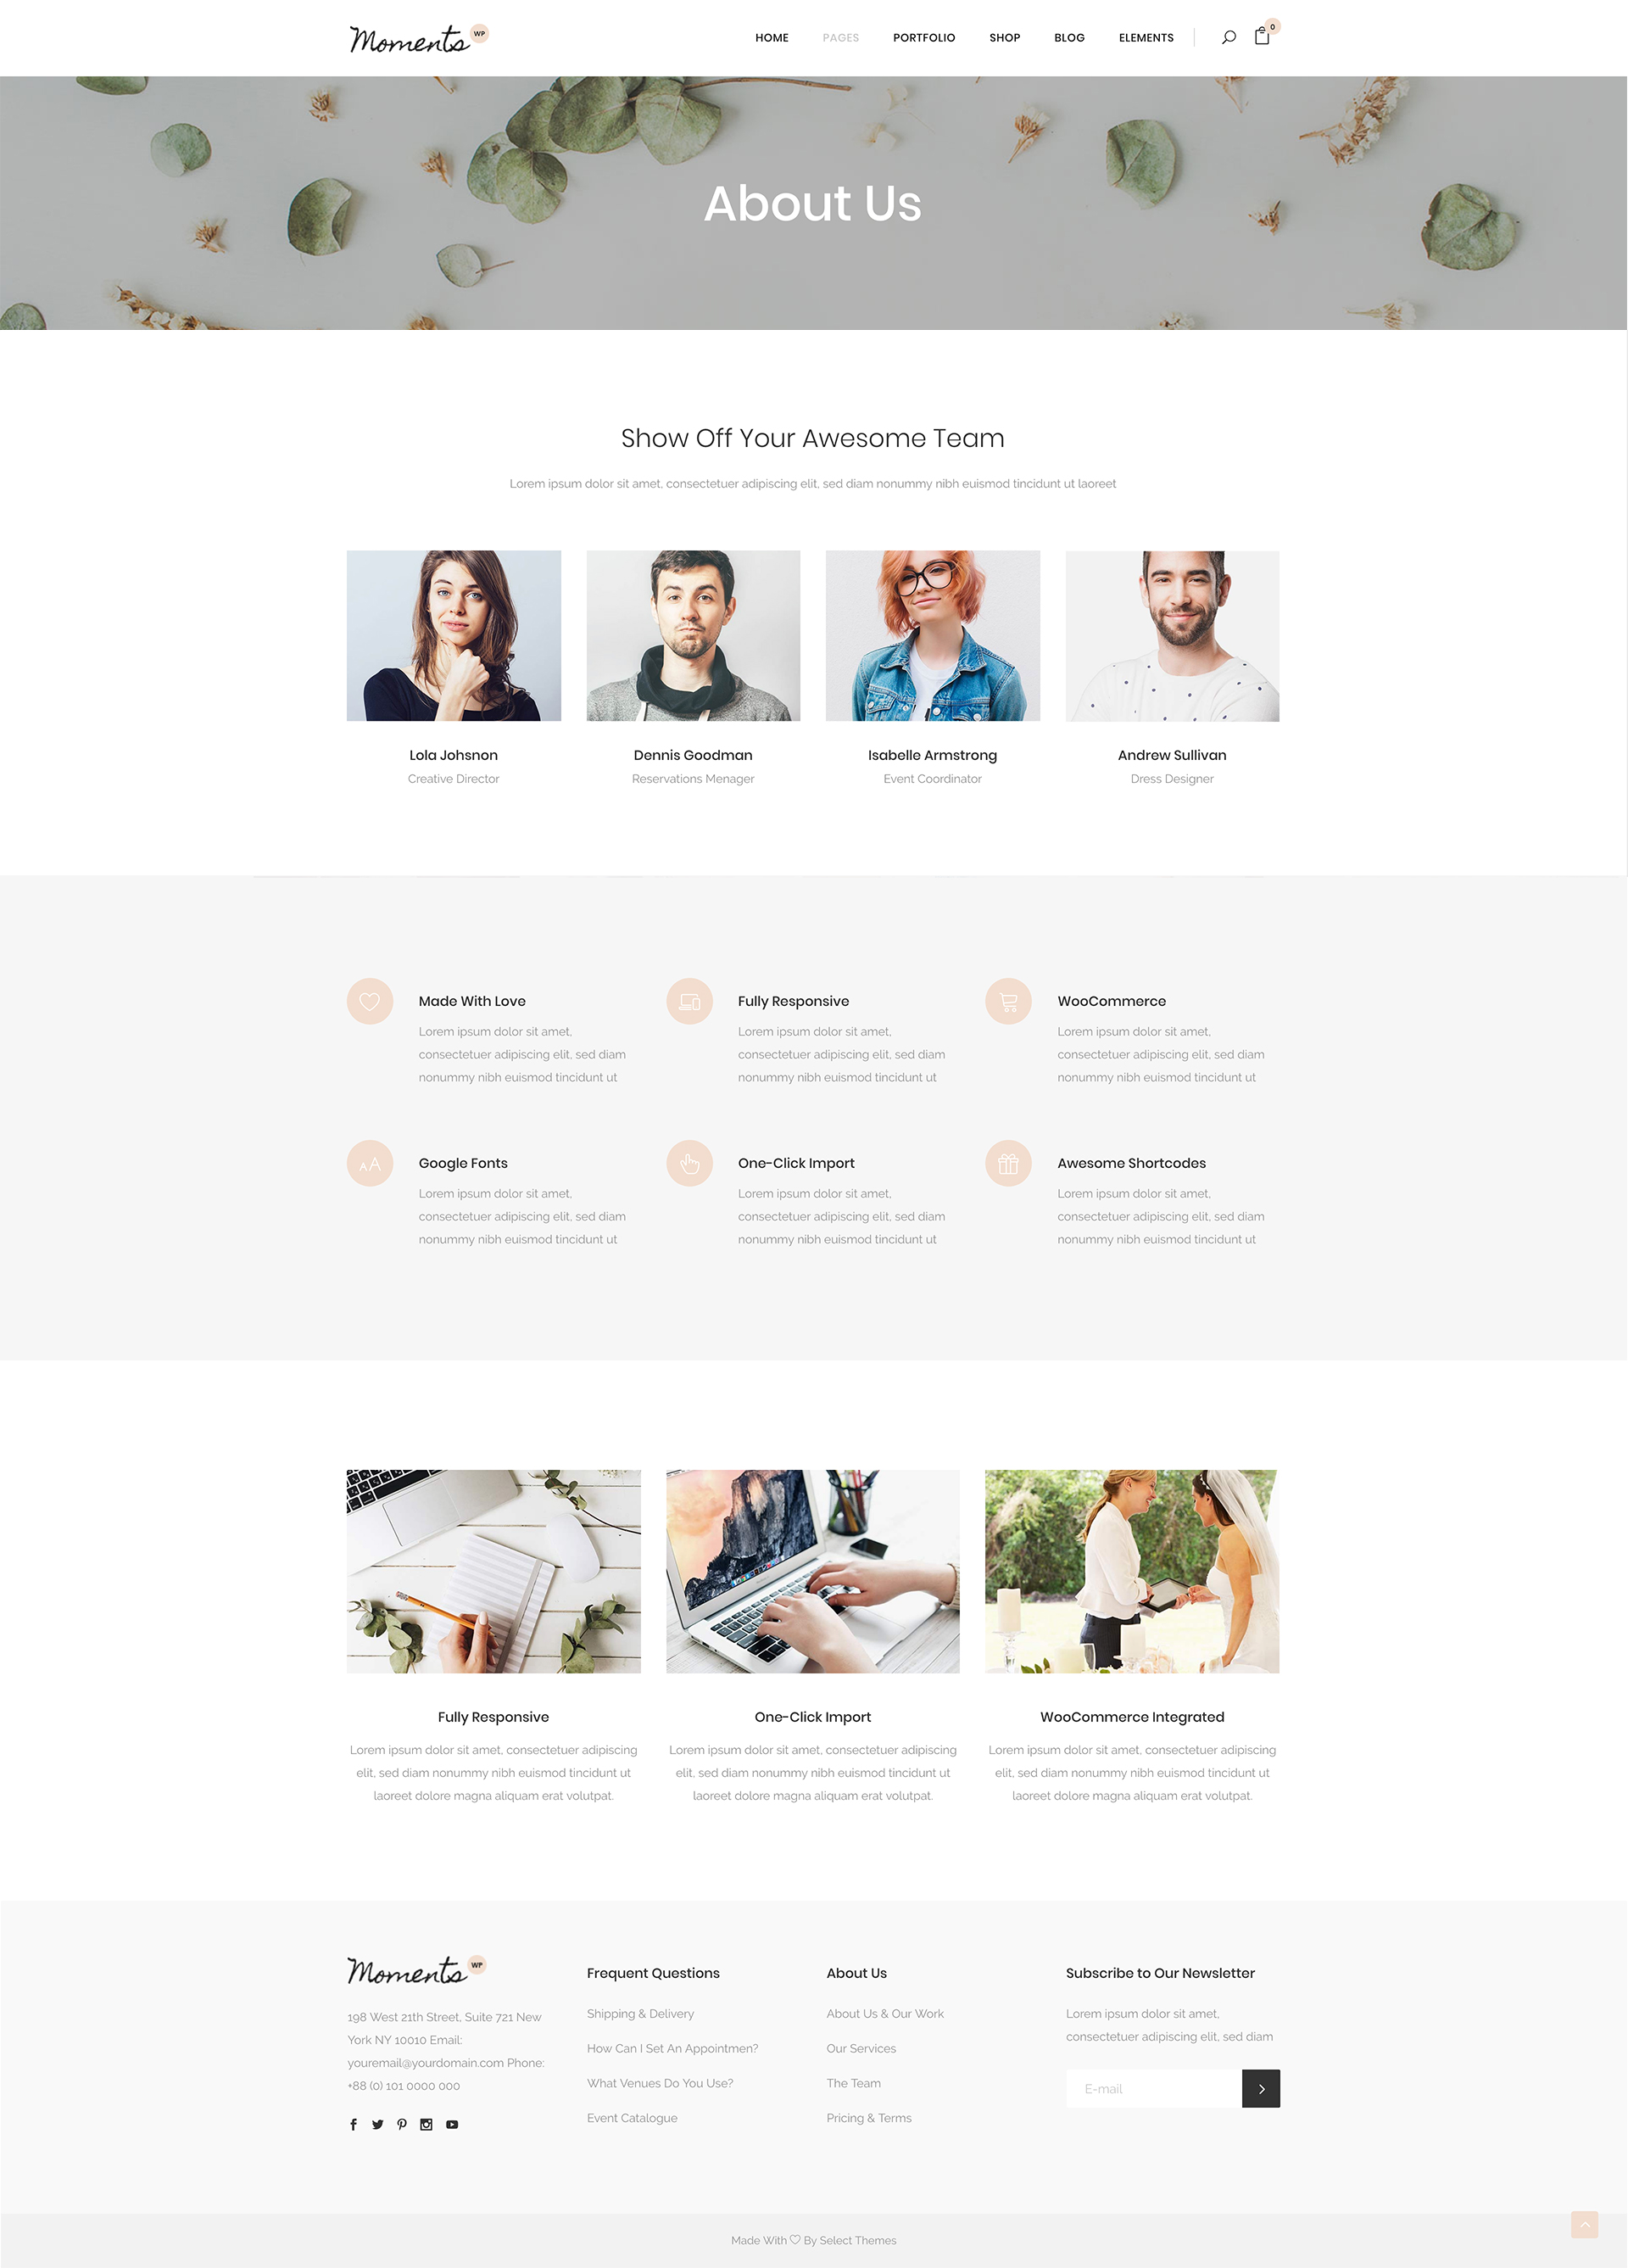 Moments WP
HOME PAGES PORTFOLIO SHOP BLOG ELEMENTS 0
About Us
Show Off Your Awesome Team
Lorem ipsum dolor sit amet, consectetuer adipiscing elit, sed diam nonummy nibh euismod tincidunt ut laoreet
Lola Johsnon
Creative Director
Dennis Goodman
Reservations Menager
Isabelle Armstrong
Event Coordinator
Andrew Sullivan
Dress Designer
Made With Love
Lorem ipsum dolor sit amet,
consectetuer adipiscing elit, sed diam
nonummy nibh euismod tincidunt ut
Fully Responsive
Lorem ipsum dolor sit amet,
consectetuer adipiscing elit, sed diam
nonummy nibh euismod tincidunt ut
WooCommerce
Lorem ipsum dolor sit amet,
consectetuer adipiscing elit, sed diam
nonummy nibh euismod tincidunt ut
AA
Google Fonts
Lorem ipsum dolor sit amet,
consectetuer adipiscing elit, sed diam
nonummy nibh euismod tincidunt ut
One-Click Import
Lorem ipsum dolor sit amet,
consectetuer adipiscing elit, sed diam
nonummy nibh euismod tincidunt ut
Awesome Shortcodes
Lorem ipsum dolor sit amet,
consectetuer adipiscing elit, sed diam
nonummy nibh euismod tincidunt ut
Fully Responsive
Lorem ipsum dolor sit amet, consectetuer adipiscing
elit, sed diam nonummy nibh euismod tincidunt ut
laoreet dolore magna aliquam erat volutpat.
One-Click Import
Lorem ipsum dolor sit amet, consectetuer adipiscing
elit, sed diam nonummy nibh euismod tincidunt ut
laoreet dolore magna aliquam erat volutpat.
WooCommerce Integrated
Lorem ipsum dolor sit amet, consectetuer adipiscing
elit, sed diam nonummy nibh euismod tincidunt ut
laoreet dolore magna aliquam erat volutpat.
Moments WP
198 West 21th Street, Suite 721 New
York NY 10010 Email:
youremail@yourdomain.com Phone:
+88 (0) 101 0000 000
Frequent Questions
Shipping & Delivery
How Can I Set An Appointmen?
What Venues Do You Use?
Event Catalogue
About Us
About Us & Our Work
Our Services
The Team
Pricing & Terms
Subscribe to Our Newsletter
Lorem ipsum dolor sit amet,
consectetuer adipiscing elit, sed diam
E-mail
Made With ♡ By Select Themes